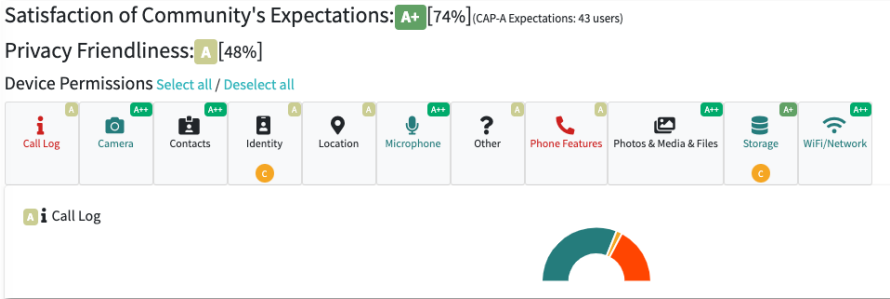 Satisfaction of Community's Expectations: A+ [74%] (CAP-A Expectations: 43 users)
Privacy Friendliness: A [48%]
Device Permissions Select all / Deselect all
A A++ A++ A A A++ A A A++ A+ A++
Call Log Camera Contacts Identity Location Microphone Other Phone Features Photos & Media & Files Storage WiFi/Network
C C
A Call Log